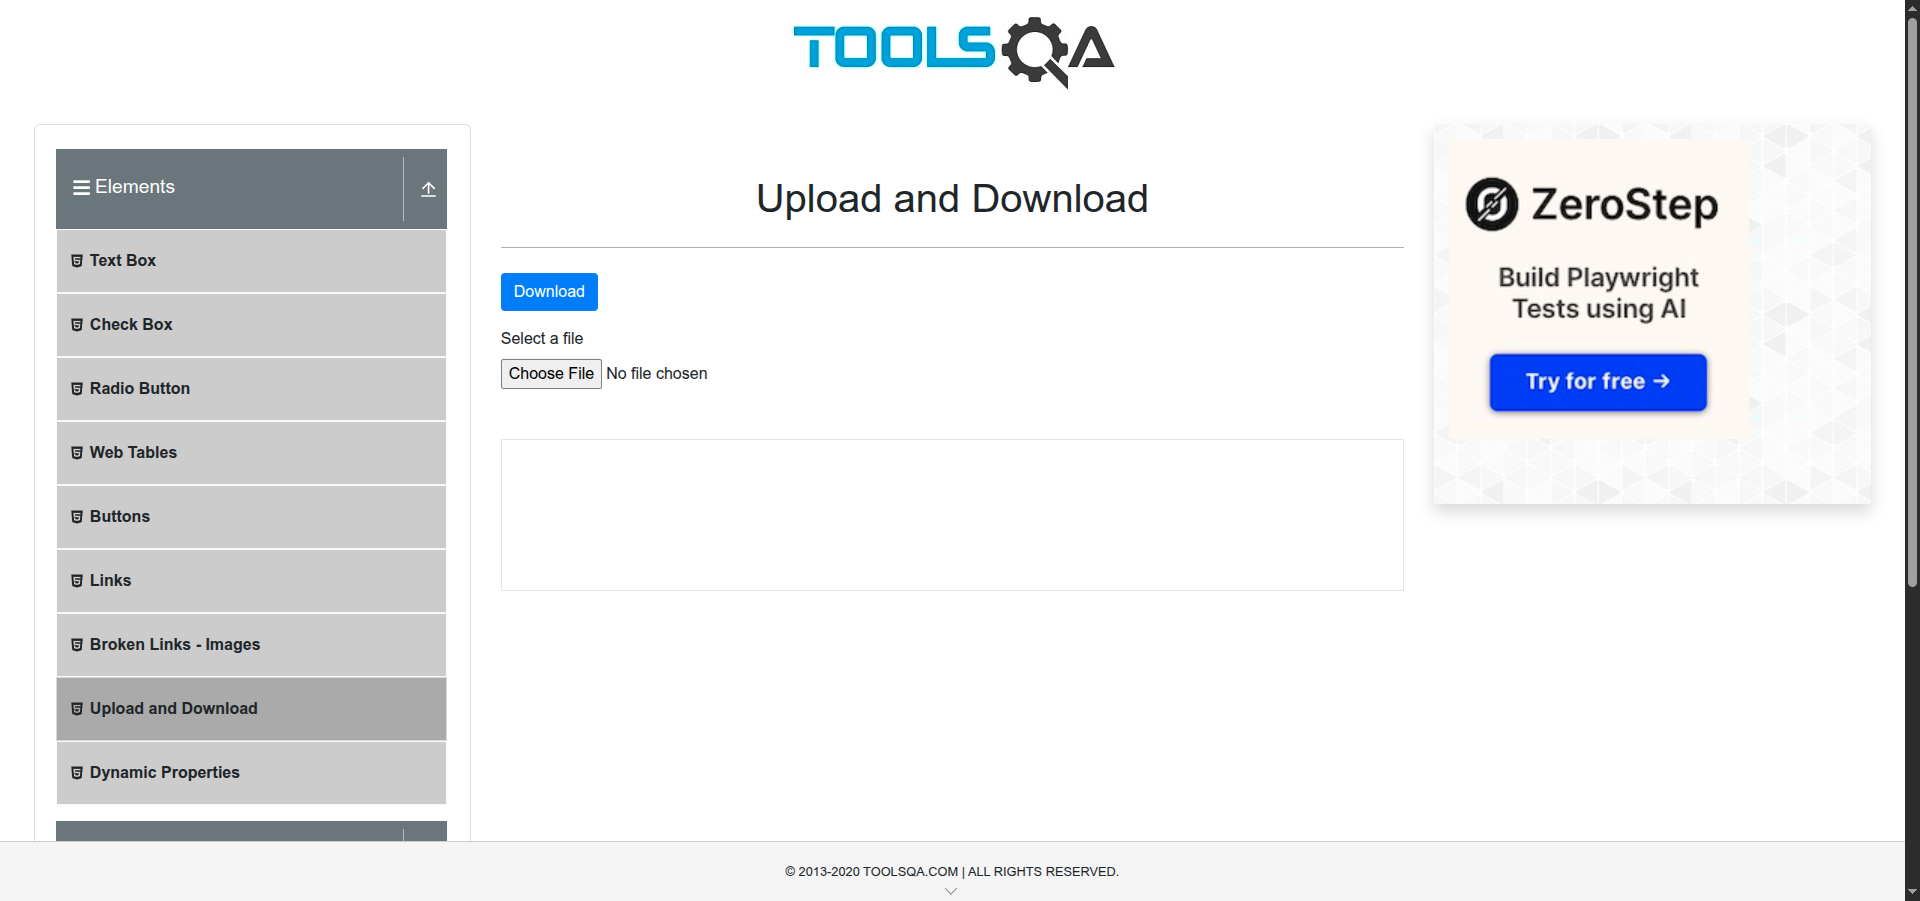 TOOLSQA
Elements
Text Box
Check Box
Radio Button
Web Tables
Buttons
Links
Broken Links - Images
Upload and Download
Dynamic Properties
Upload and Download
Download
Select a file
Choose File No file chosen
ZeroStep
Build Playwright
Tests using AI
Try for free →
© 2013-2020 TOOLSQA.COM | ALL RIGHTS RESERVED.